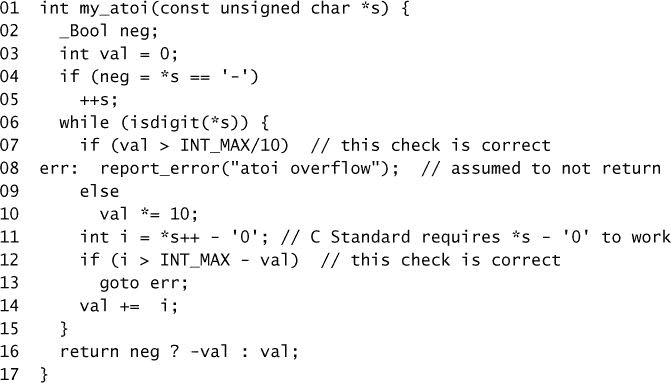 01 int my_atoi(const unsigned char *s) {
02   _Bool neg;
03   int val = 0;
04   if (neg = *s == '-')
05     ++s;
06   while (isdigit(*s)) {
07     if (val > INT_MAX/10)  // this check is correct
08 err:  report_error("atoi overflow");  // assumed to not return
09     else
10       val *= 10;
11     int i = *s++ - '0'; // C Standard requires *s - '0' to work
12     if (i > INT_MAX - val)  // this check is correct
13       goto err;
14     val +=  i;
15   }
16   return neg ? -val : val;
17 }